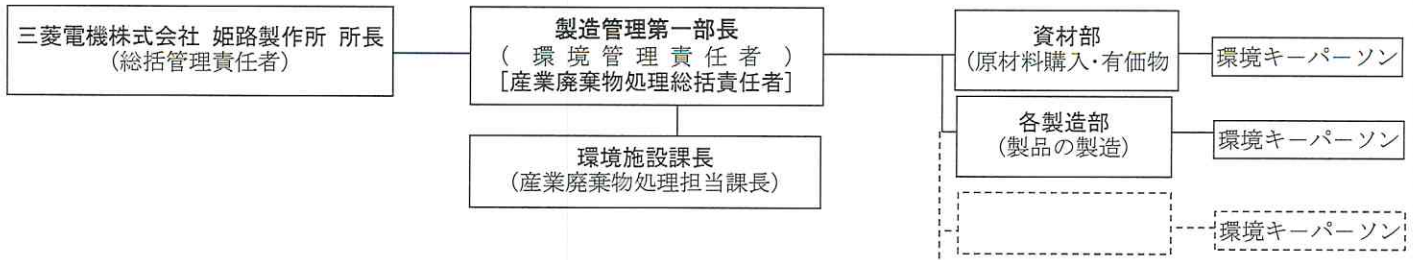 三菱電機株式会社 姫路製作所 所長
(総括管理責任者)
製造管理第一部長
( 環 境 管 理 責 任 者 )
[産業廃棄物処理総括責任者]
環境施設課長
(産業廃棄物処理担当課長)
資材部
(原材料購入・有価物
環境キーパーソン
各製造部
(製品の製造)
環境キーパーソン
環境キーパーソン